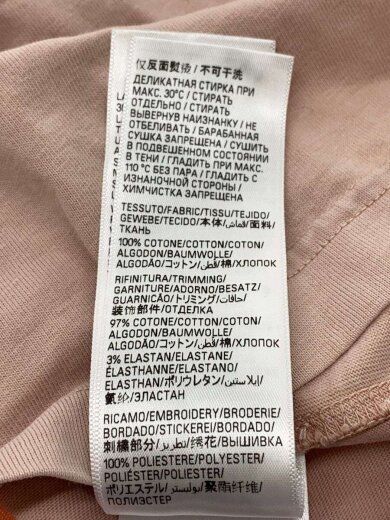 仅反面熨烫 / 不可干洗
ДЕЛИКАТНАЯ СТИРКА ПРИ
МАКС. 30°C / СТИРАТЬ
ОТДЕЛЬНО / СТИРАТЬ
ВЫВЕРНУВ НАИЗНАНКУ / НЕ
ОТБЕЛИВАТЬ / БАРАБАННАЯ
СУШКА ЗАПРЕЩЕНА / СУШИТЬ
В ПОДВЕШЕННОМ СОСТОЯНИИ
В ТЕНИ / ГЛАДИТЬ ПРИ МАКС.
110 °C БЕЗ ПАРА / ГЛАДИТЬ С
ИЗНАНОЧНОЙ СТОРОНЫ /
ХИМЧИСТКА ЗАПРЕЩЕНА
TESSUTO/FABRIC/TISSU/TEJIDO/
GEWEBE/TECIDO/本体/قماش/面料/
ТКАНЬ
100% COTONE/COTTON/COTON/
ALGODON/BAUMWOLLE/
ALGODÃO/コットン/قطن/棉/ХЛОПОК
RIFINITURA/TRIMMING/
GARNITURE/ADORNO/BESATZ/
GUARNICÃO/トリミング/حافات/
装饰部件/ОТДЕЛКА
97% COTONE/COTTON/COTON/
ALGODON/BAUMWOLLE/
ALGODÃO/コットン/قطن/棉/ХЛОПОК
3% ELASTAN/ELASTANE/
ÉLASTHANNE/ELASTANO/
ELASTHAN/ポリウレタン/إيلاستين/
氨纶/ЭЛАСТАН
RICAMO/EMBROIDERY/BRODERIE/
BORDADO/STICKEREI/BORDADO/
刺繍部分/تطريز/绣花/ВЫШИВКА
100% POLIESTERE/POLYESTER/
POLIÉSTER/POLIESTER/
ポリエステル/بوليستر/聚酯纤维/
ПОЛИЭСТЕР